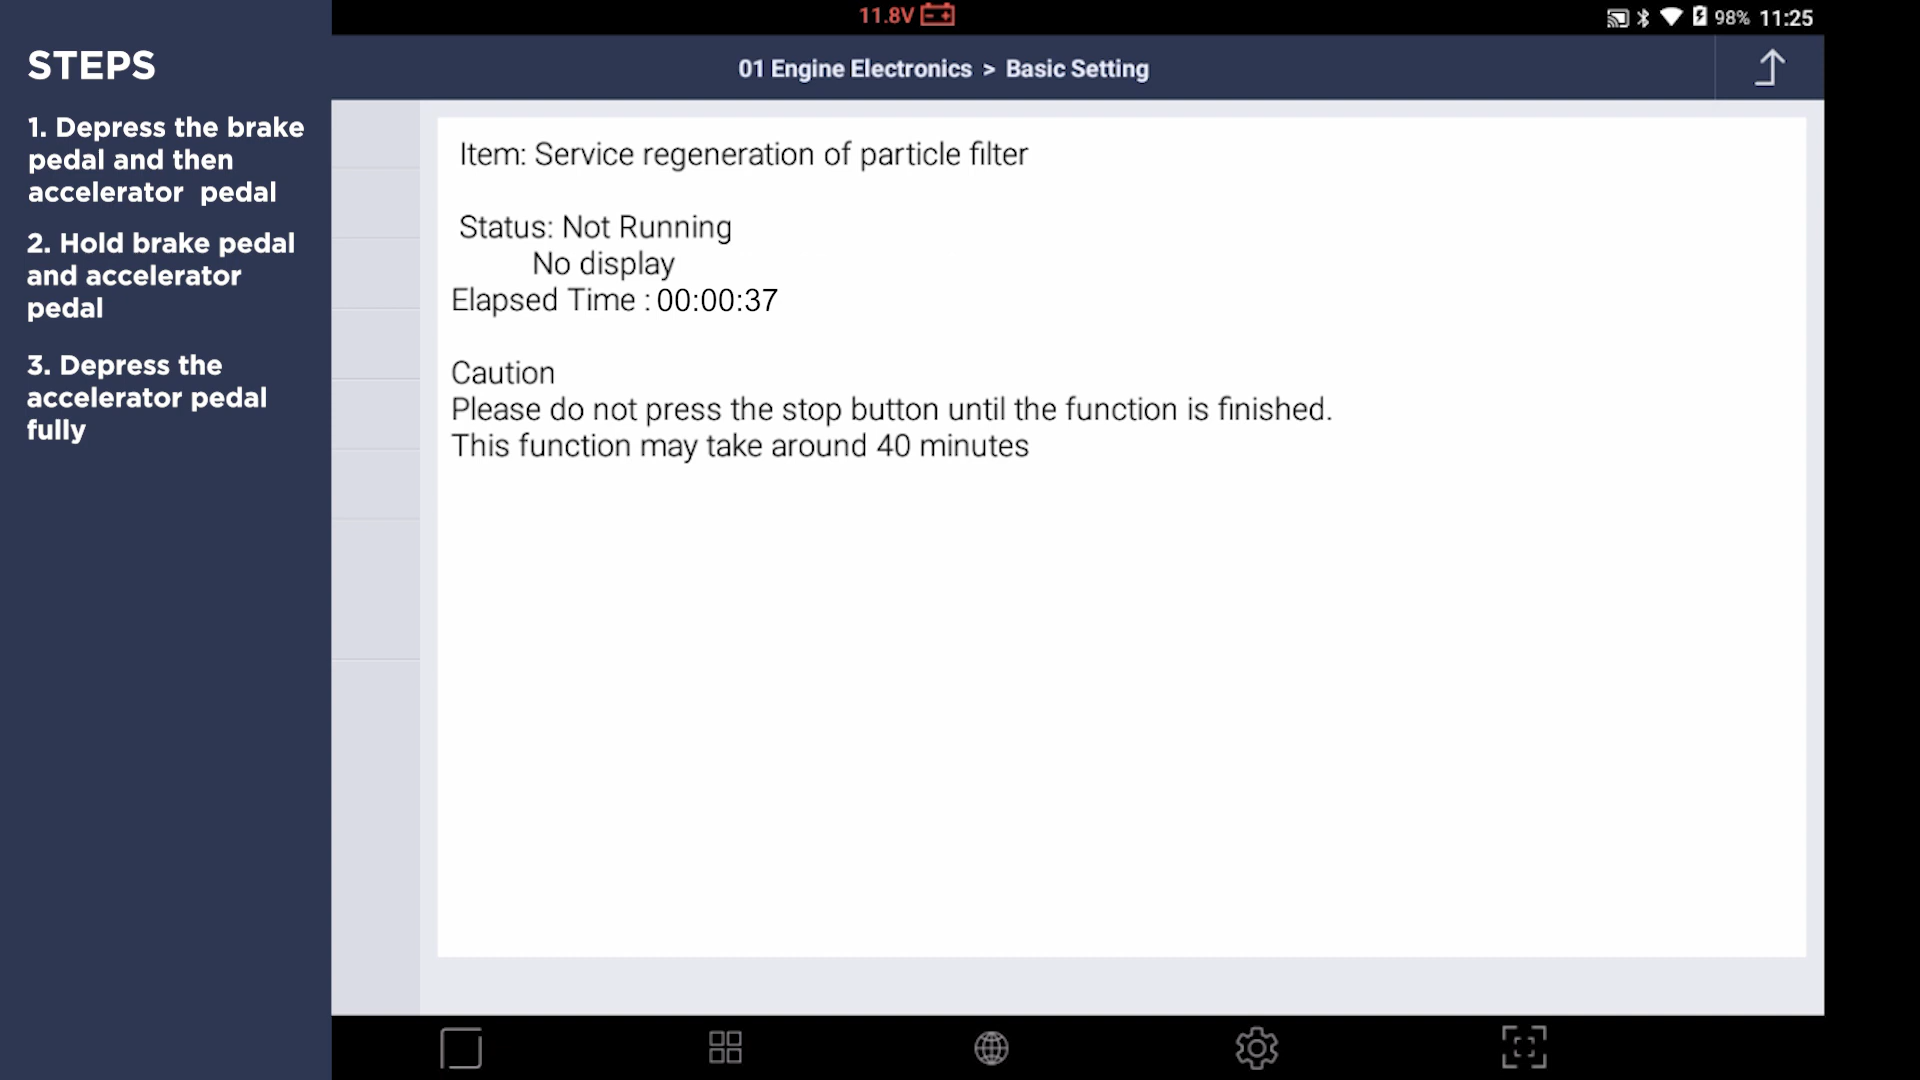 STEPS
1. Depress the brake
pedal and then
accelerator pedal
2. Hold brake pedal
and accelerator
pedal
3. Depress the
accelerator pedal
fully
11.8V
98% 11:25
01 Engine Electronics > Basic Setting
Item: Service regeneration of particle filter
Status: Not Running
No display
Elapsed Time : 00:00:37
Caution
Please do not press the stop button until the function is finished.
This function may take around 40 minutes